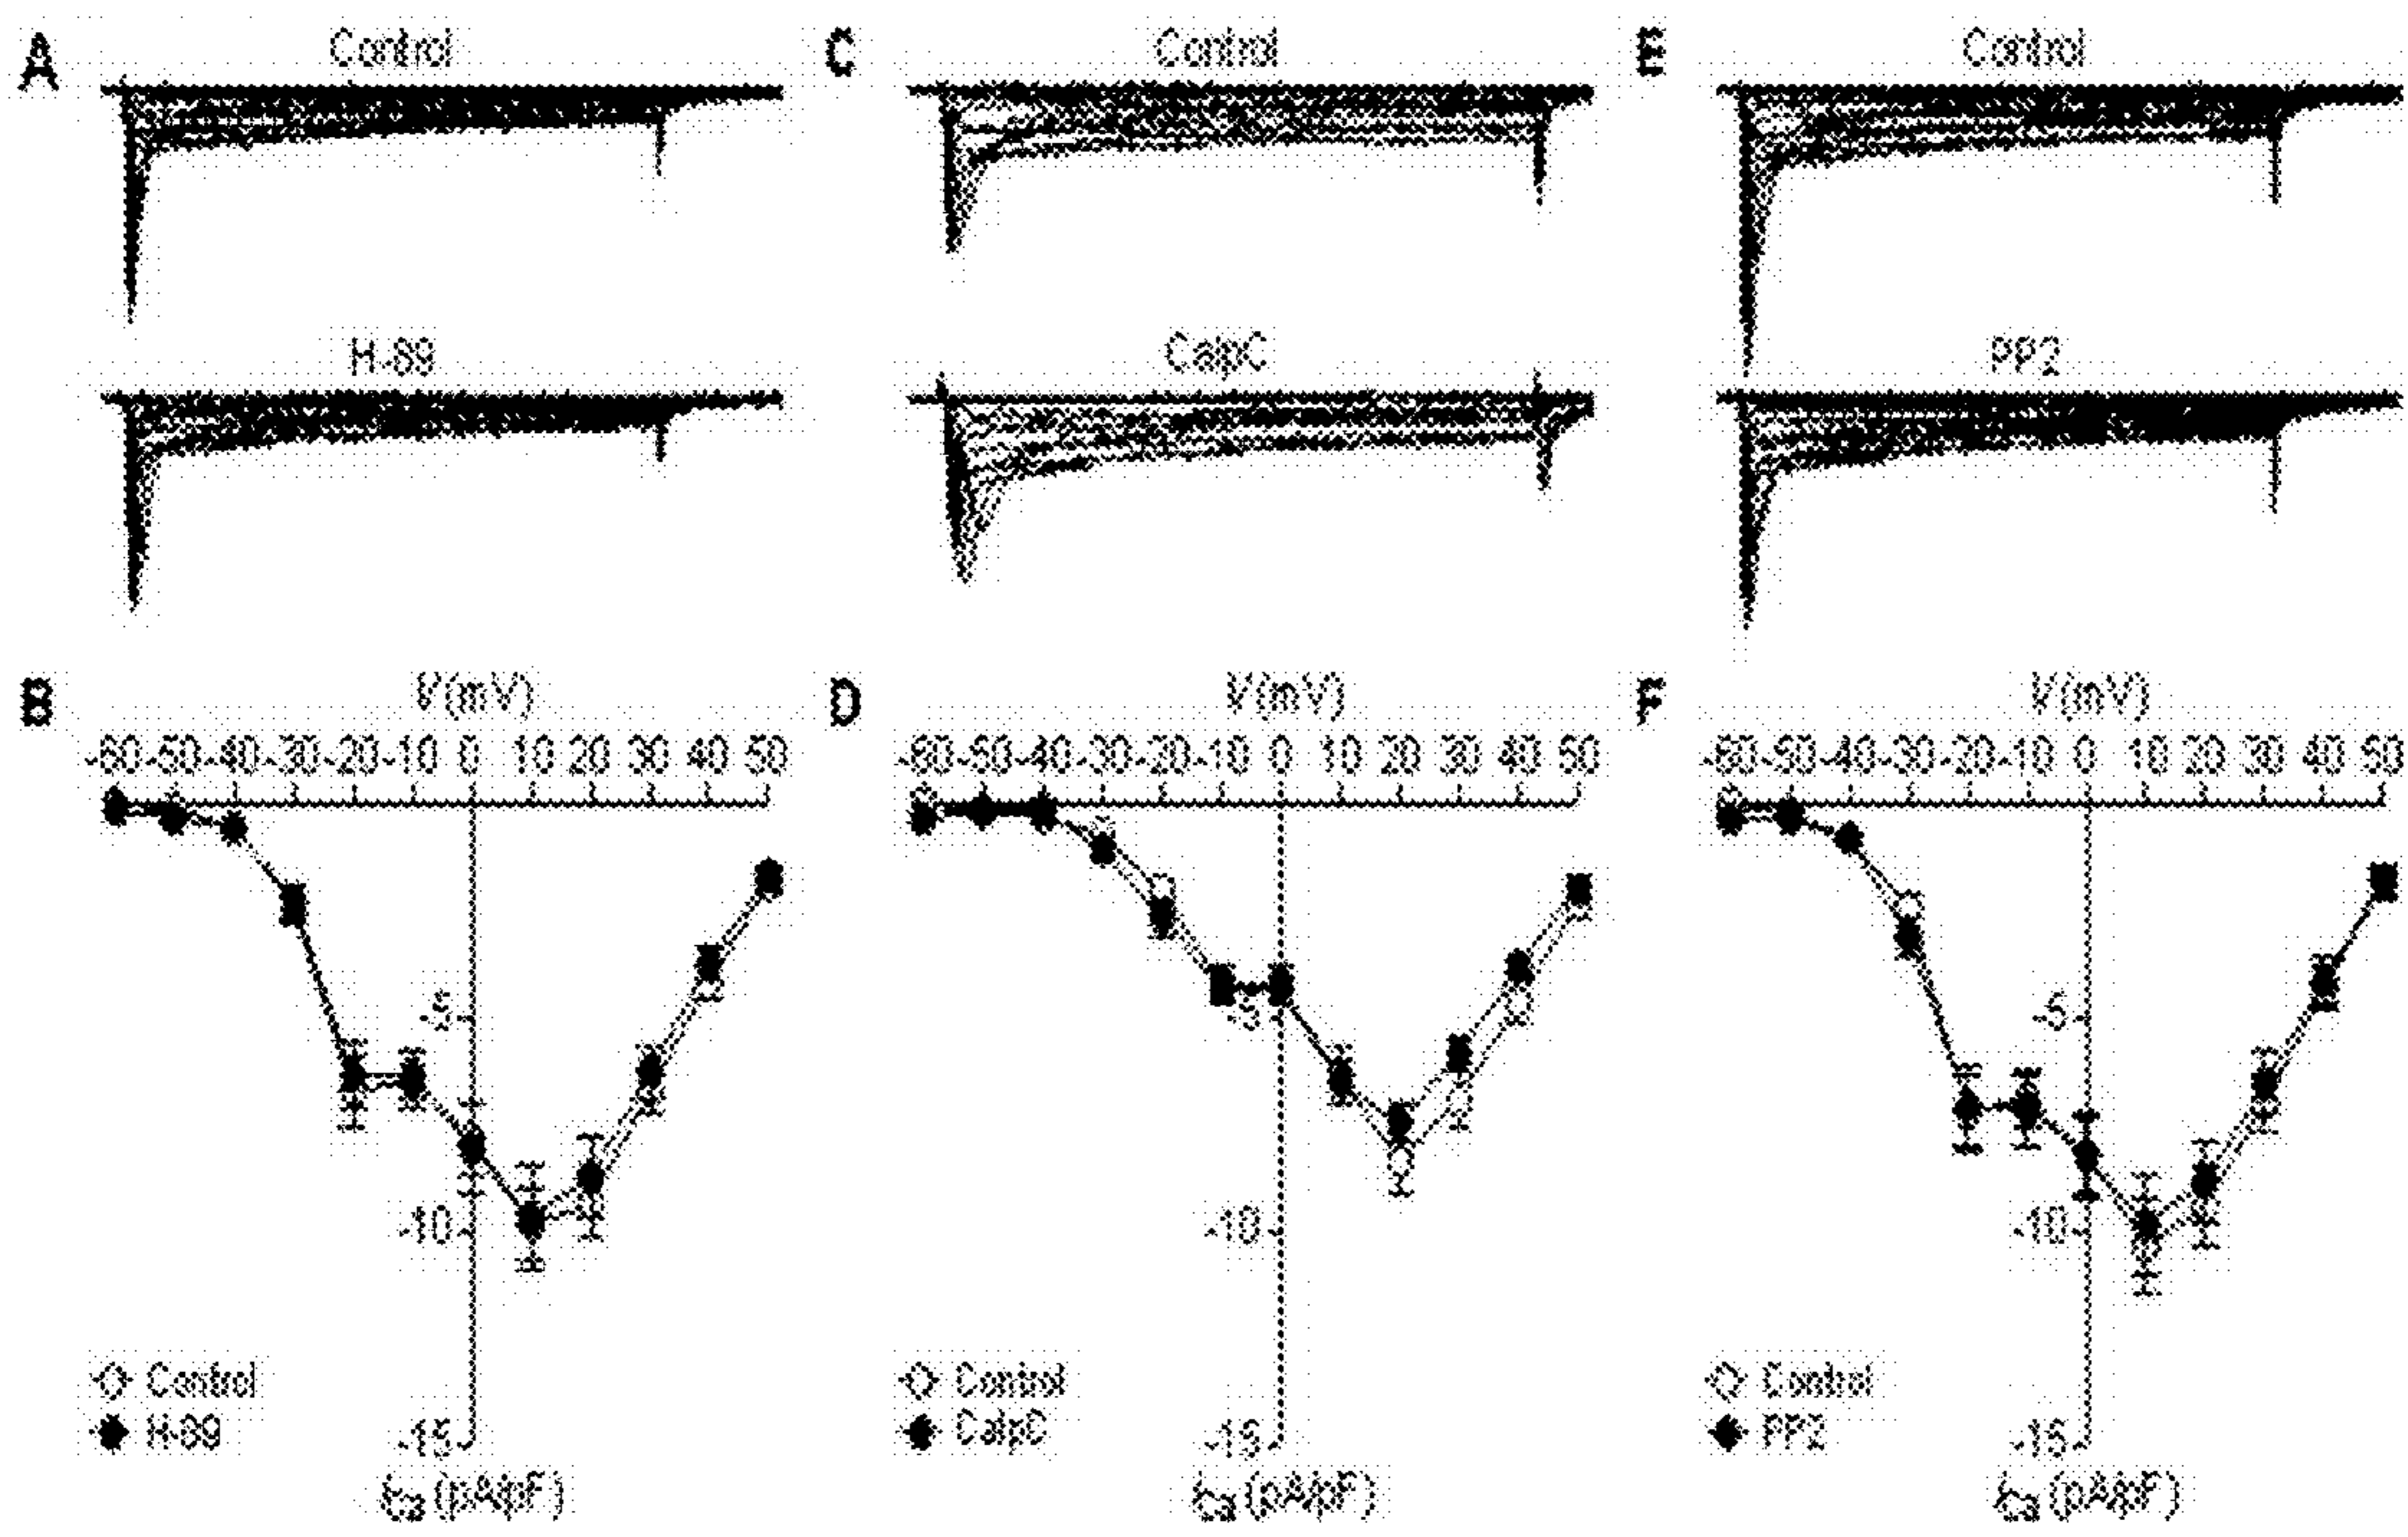 A Control C Control E Control
H-89 CalpC PP2
B V(mV) D V(mV) F V(mV)
-60 -50 -40 -30 -20 -10 0 10 20 30 40 50 -60 -50 -40 -30 -20 -10 0 10 20 30 40 50 -60 -50 -40 -30 -20 -10 0 10 20 30 40 50
-5 -5 -5
-10 -10 -10
Control Control Control
H-89 CalpC PP2
-15 -15 -15
ICa (pA/pF) ICa (pA/pF) ICa (pA/pF)